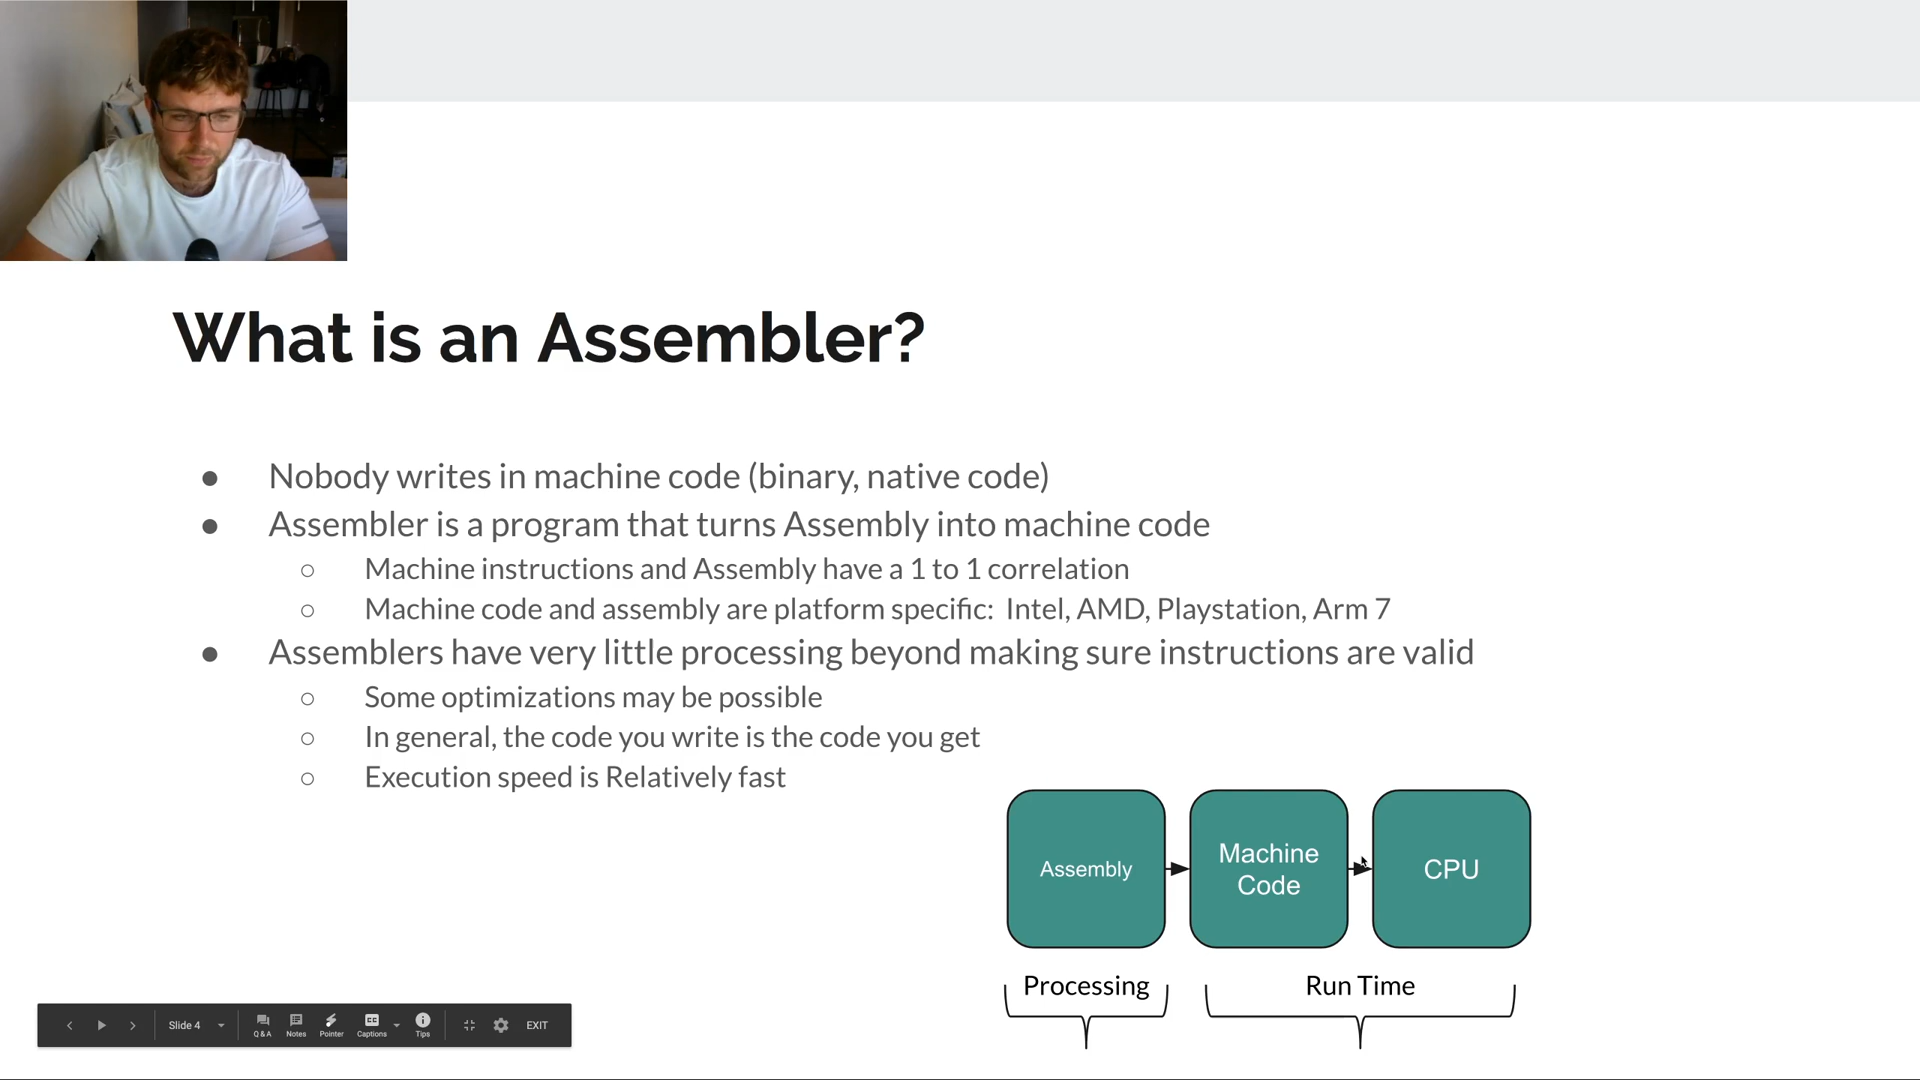 What is an Assembler?
● Nobody writes in machine code (binary, native code)
● Assembler is a program that turns Assembly into machine code
○ Machine instructions and Assembly have a 1 to 1 correlation
○ Machine code and assembly are platform specific: Intel, AMD, Playstation, Arm 7
● Assemblers have very little processing beyond making sure instructions are valid
○ Some optimizations may be possible
○ In general, the code you write is the code you get
○ Execution speed is Relatively fast
Assembly
Machine
Code
CPU
Processing
Run Time
Slide 4
Q & A
Notes
Pointer
CC
Captions
Tips
EXIT